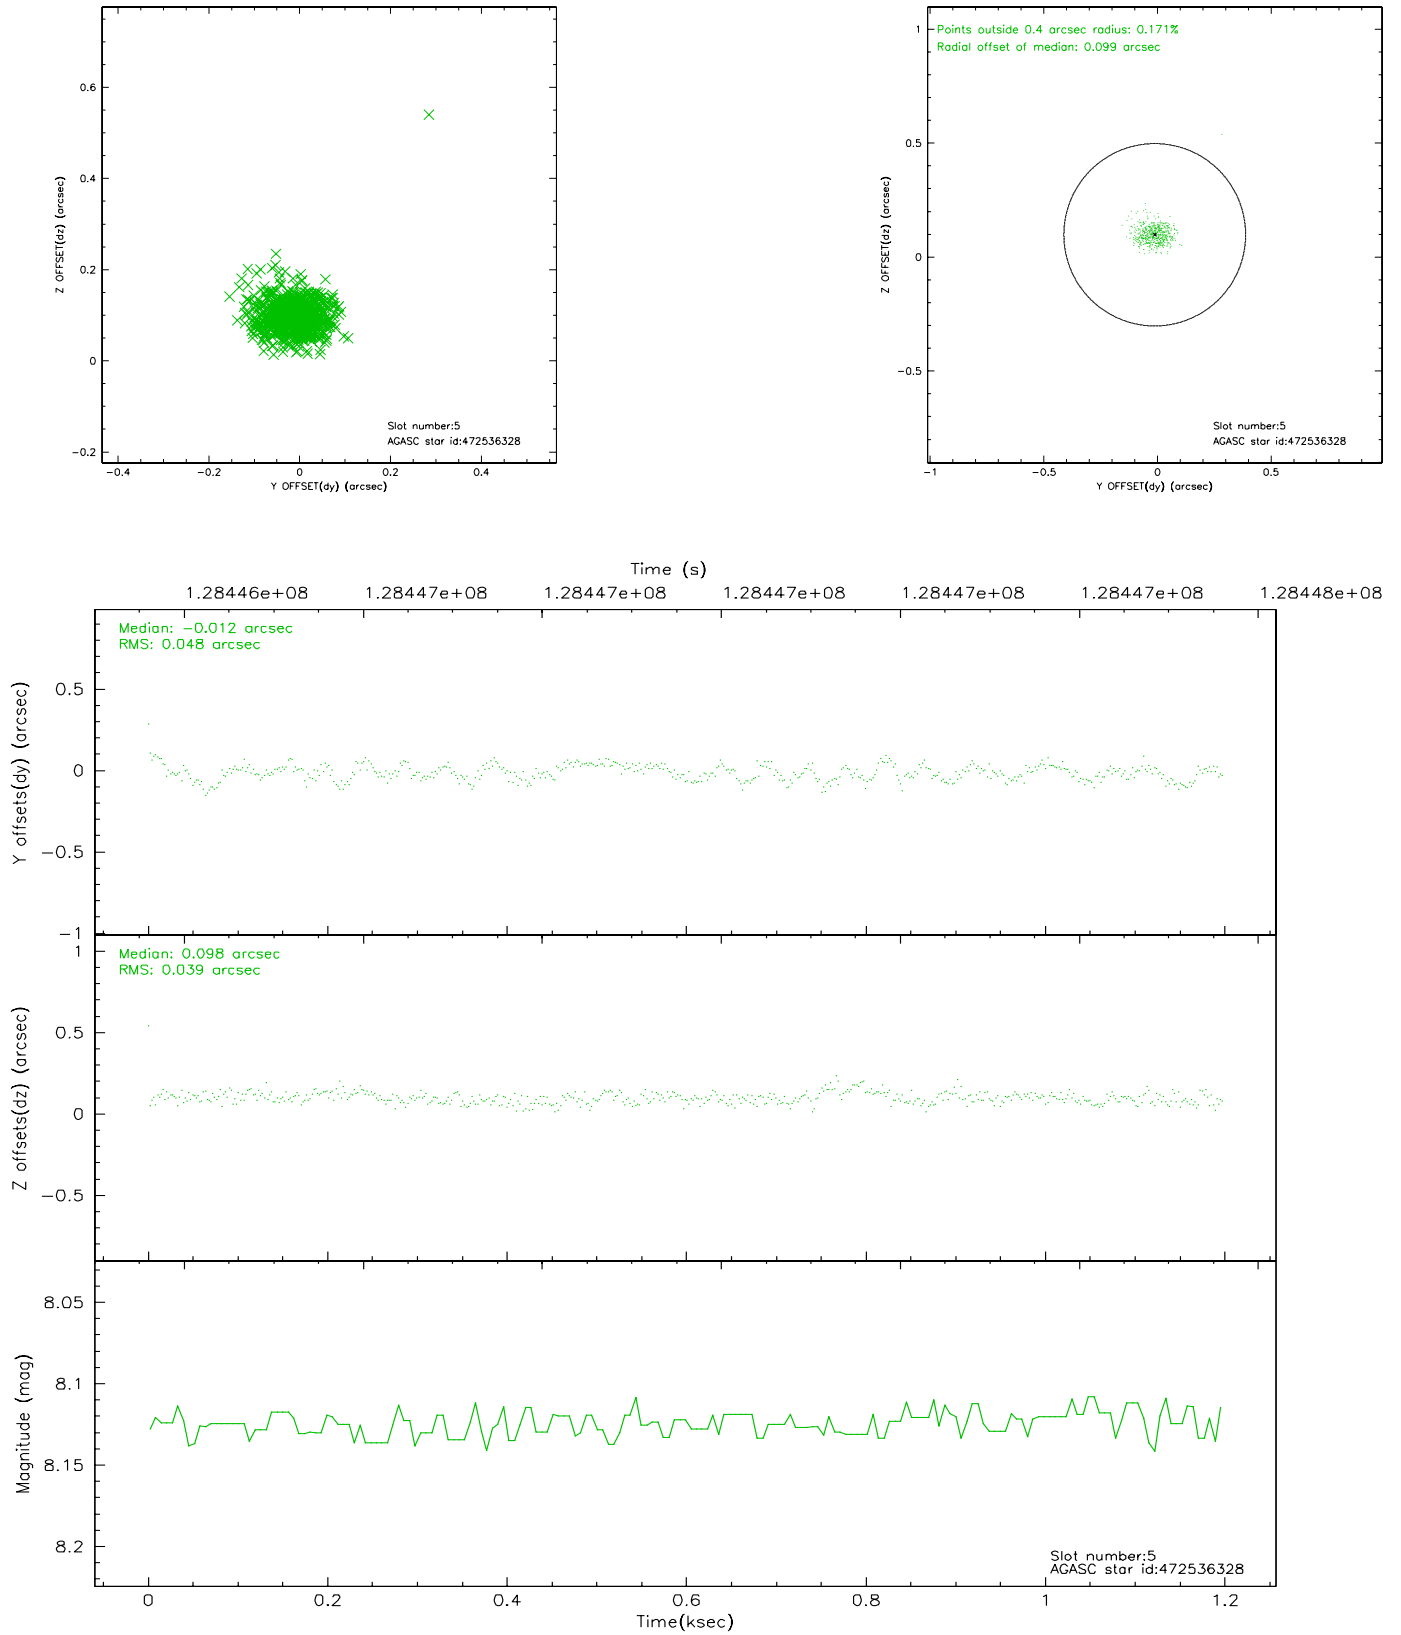 0.6
0.4
0.2
0
−0.2
Z OFFSET(dz) (arcsec)
Slot number:5
AGASC star id:472536328
−0.4 −0.2 0 0.2 0.4
Y OFFSET(dy) (arcsec)
Points outside 0.4 arcsec radius: 0.171%
Radial offset of median: 0.099 arcsec
1
0.5
0
−0.5
Z OFFSET(dz) (arcsec)
Slot number:5
AGASC star id:472536328
−1 −0.5 0 0.5
Y OFFSET(dy) (arcsec)
Time (s)
1.28446e+08 1.28447e+08 1.28447e+08 1.28447e+08 1.28447e+08 1.28447e+08 1.28448e+08
Median: −0.012 arcsec
RMS: 0.048 arcsec
0.5
0
−0.5
−1
Y offsets(dy) (arcsec)
Median: 0.098 arcsec
RMS: 0.039 arcsec
1
0.5
0
−0.5
Z offsets(dz) (arcsec)
8.05
8.1
8.15
8.2
Magnitude (mag)
Slot number:5
AGASC star id:472536328
0 0.2 0.4 0.6 0.8 1 1.2
Time(ksec)